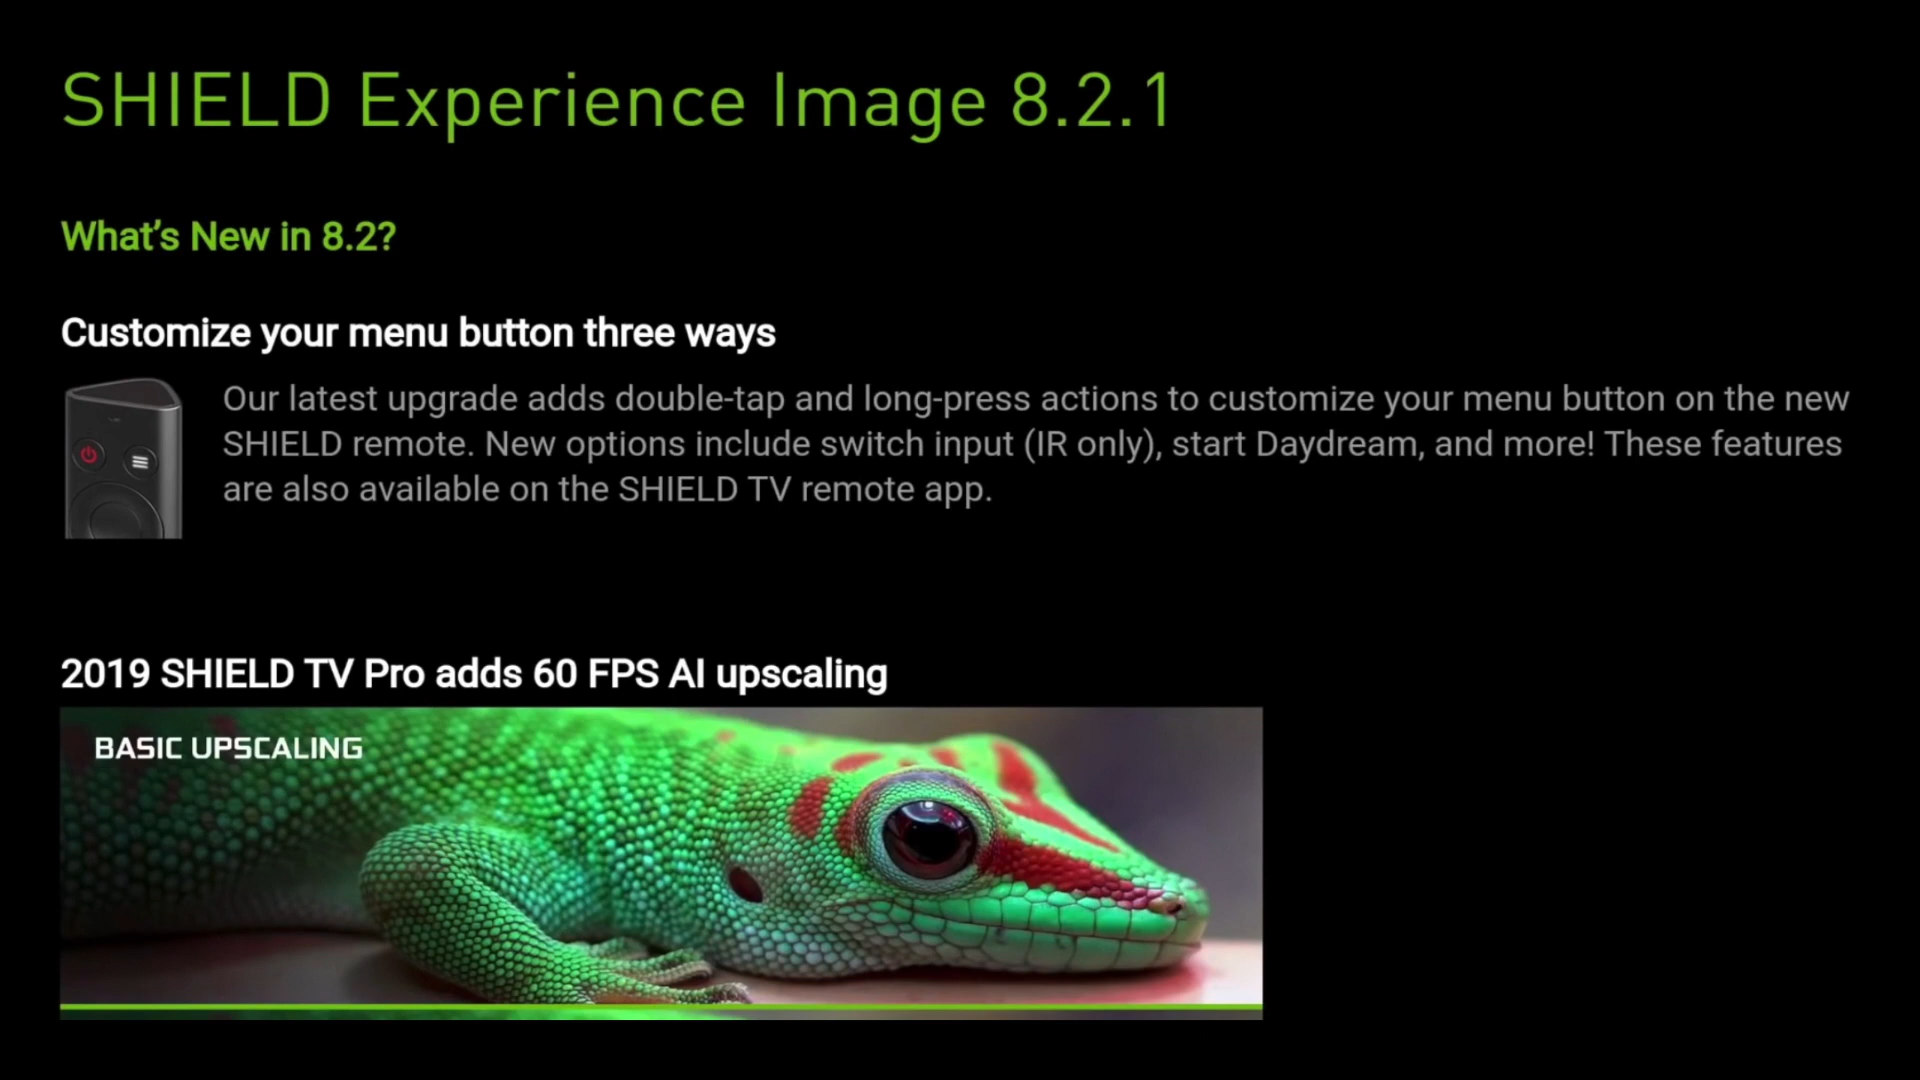 SHIELD Experience Image 8.2.1
What's New in 8.2?
Customize your menu button three ways
Our latest upgrade adds double-tap and long-press actions to customize your menu button on the new
SHIELD remote. New options include switch input (IR only), start Daydream, and more! These features
are also available on the SHIELD TV remote app.
2019 SHIELD TV Pro adds 60 FPS AI upscaling
BASIC UPSCALING